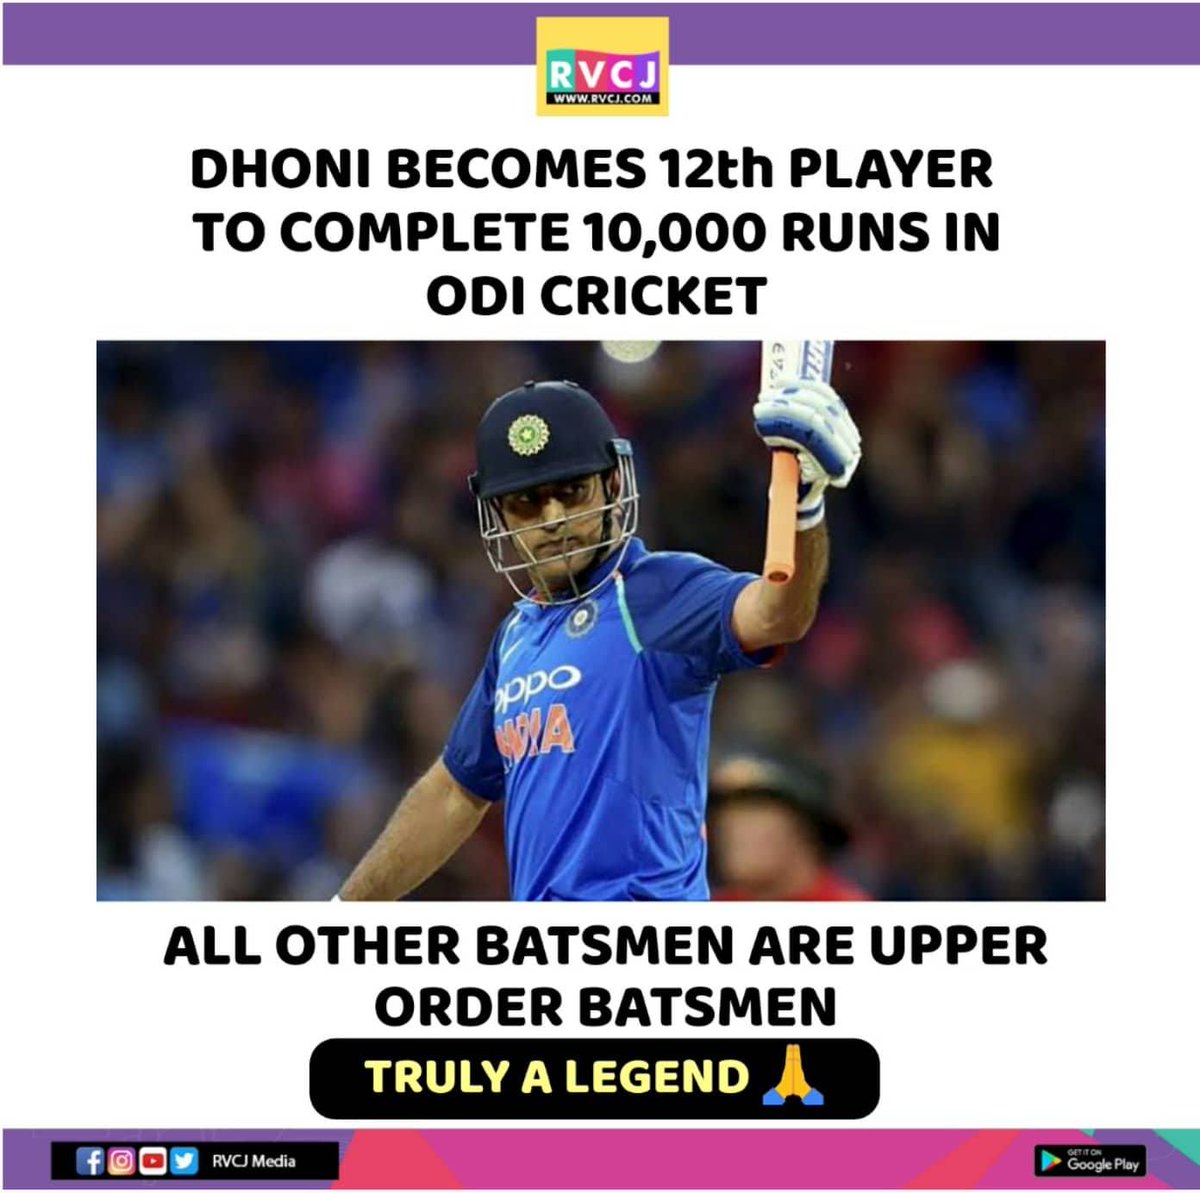 RVCJ
WWW.RVCJ.COM
DHONI BECOMES 12th PLAYER
TO COMPLETE 10,000 RUNS IN
ODI CRICKET
oppo
INDIA
ALL OTHER BATSMEN ARE UPPER
ORDER BATSMEN
TRULY A LEGEND 🙏
RVCJ Media
GET IT ON
Google Play